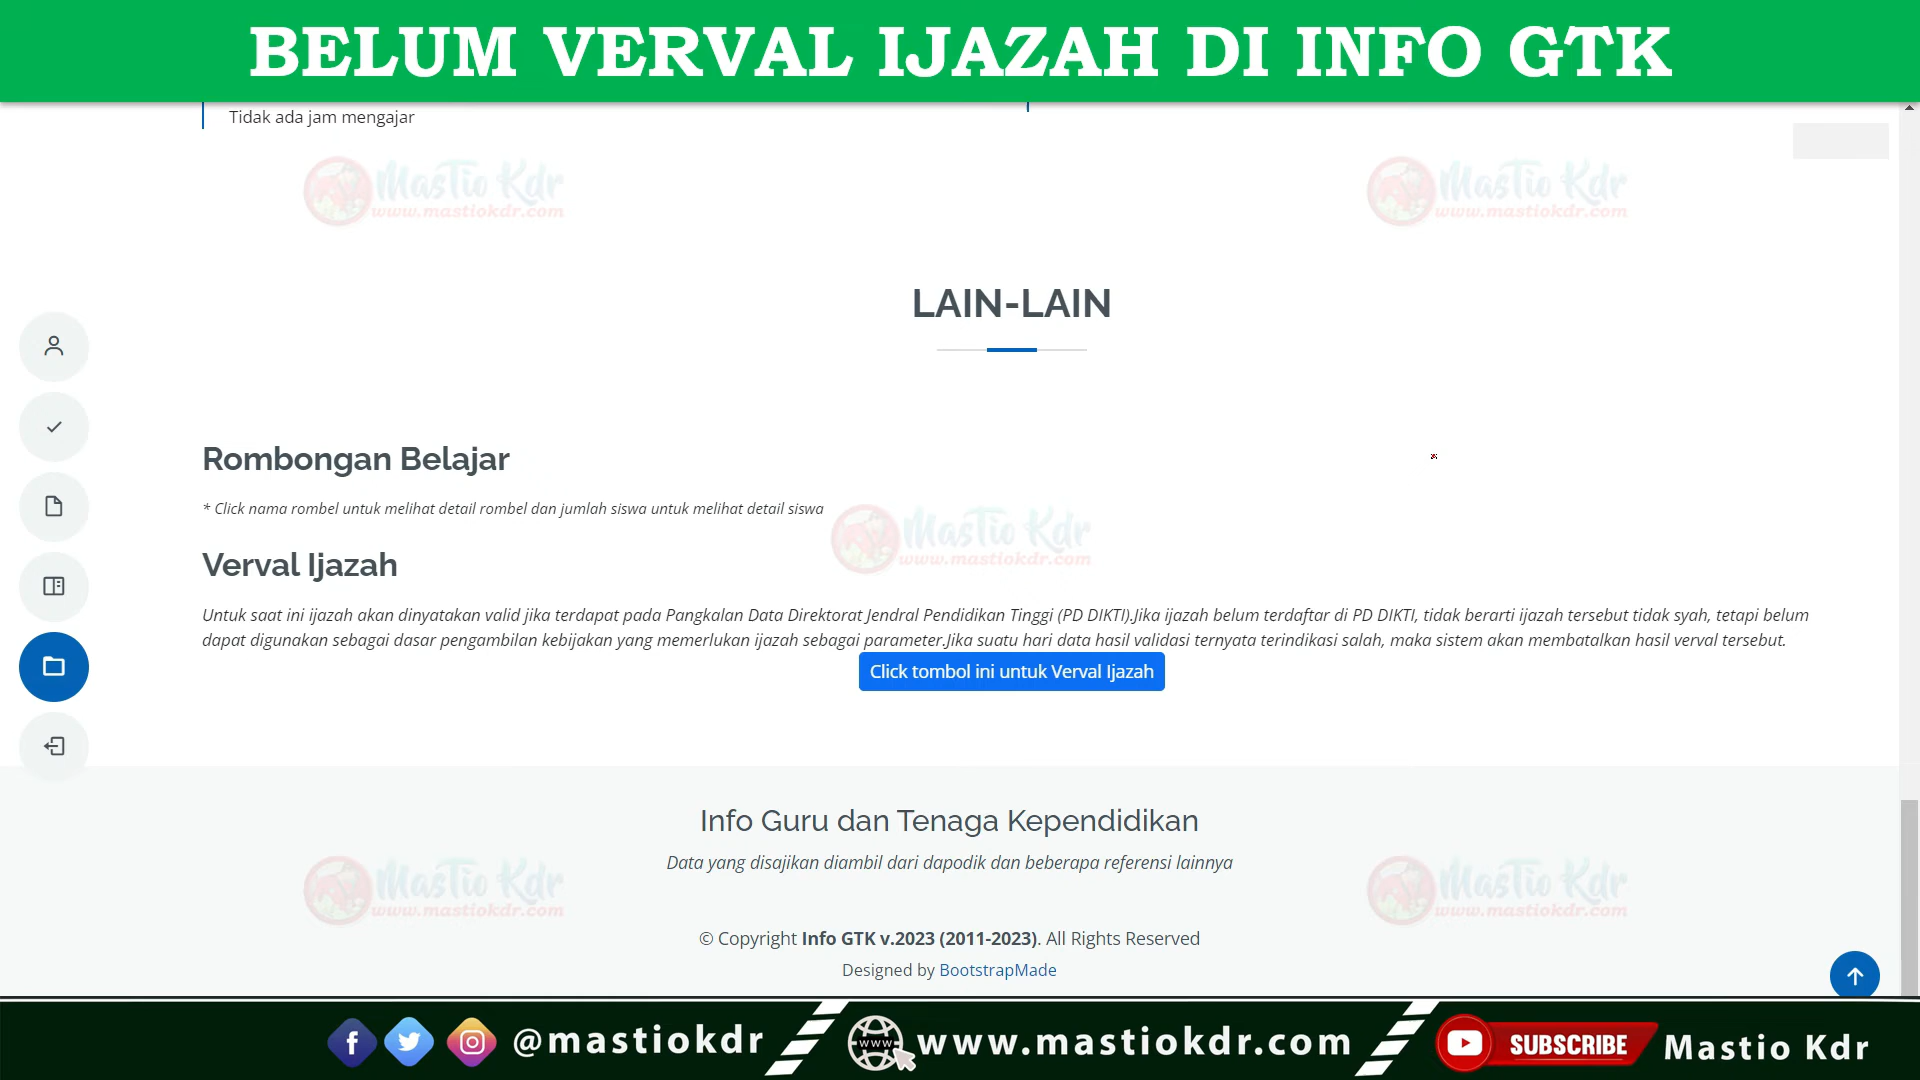 BELUM VERVAL IJAZAH DI INFO GTK
Tidak ada jam mengajar
MasTio Kdr
www.mastiokdr.com
MasTio Kdr
www.mastiokdr.com
LAIN-LAIN
Rombongan Belajar
* Click nama rombel untuk melihat detail rombel dan jumlah siswa untuk melihat detail siswa
MasTio Kdr
www.mastiokdr.com
Verval Ijazah
Untuk saat ini ijazah akan dinyatakan valid jika terdapat pada Pangkalan Data Direktorat Jendral Pendidikan Tinggi (PD DIKTI).Jika ijazah belum terdaftar di PD DIKTI, tidak berarti ijazah tersebut tidak syah, tetapi belum
dapat digunakan sebagai dasar pengambilan kebijakan yang memerlukan ijazah sebagai parameter.Jika suatu hari data hasil validasi ternyata terindikasi salah, maka sistem akan membatalkan hasil verval tersebut.
Click tombol ini untuk Verval Ijazah
Info Guru dan Tenaga Kependidikan
Data yang disajikan diambil dari dapodik dan beberapa referensi lainnya
MasTio Kdr
www.mastiokdr.com
MasTio Kdr
www.mastiokdr.com
© Copyright Info GTK v.2023 (2011-2023). All Rights Reserved
Designed by BootstrapMade
@mastiokdr
WWW
www.mastiokdr.com
SUBSCRIBE
Mastio Kdr